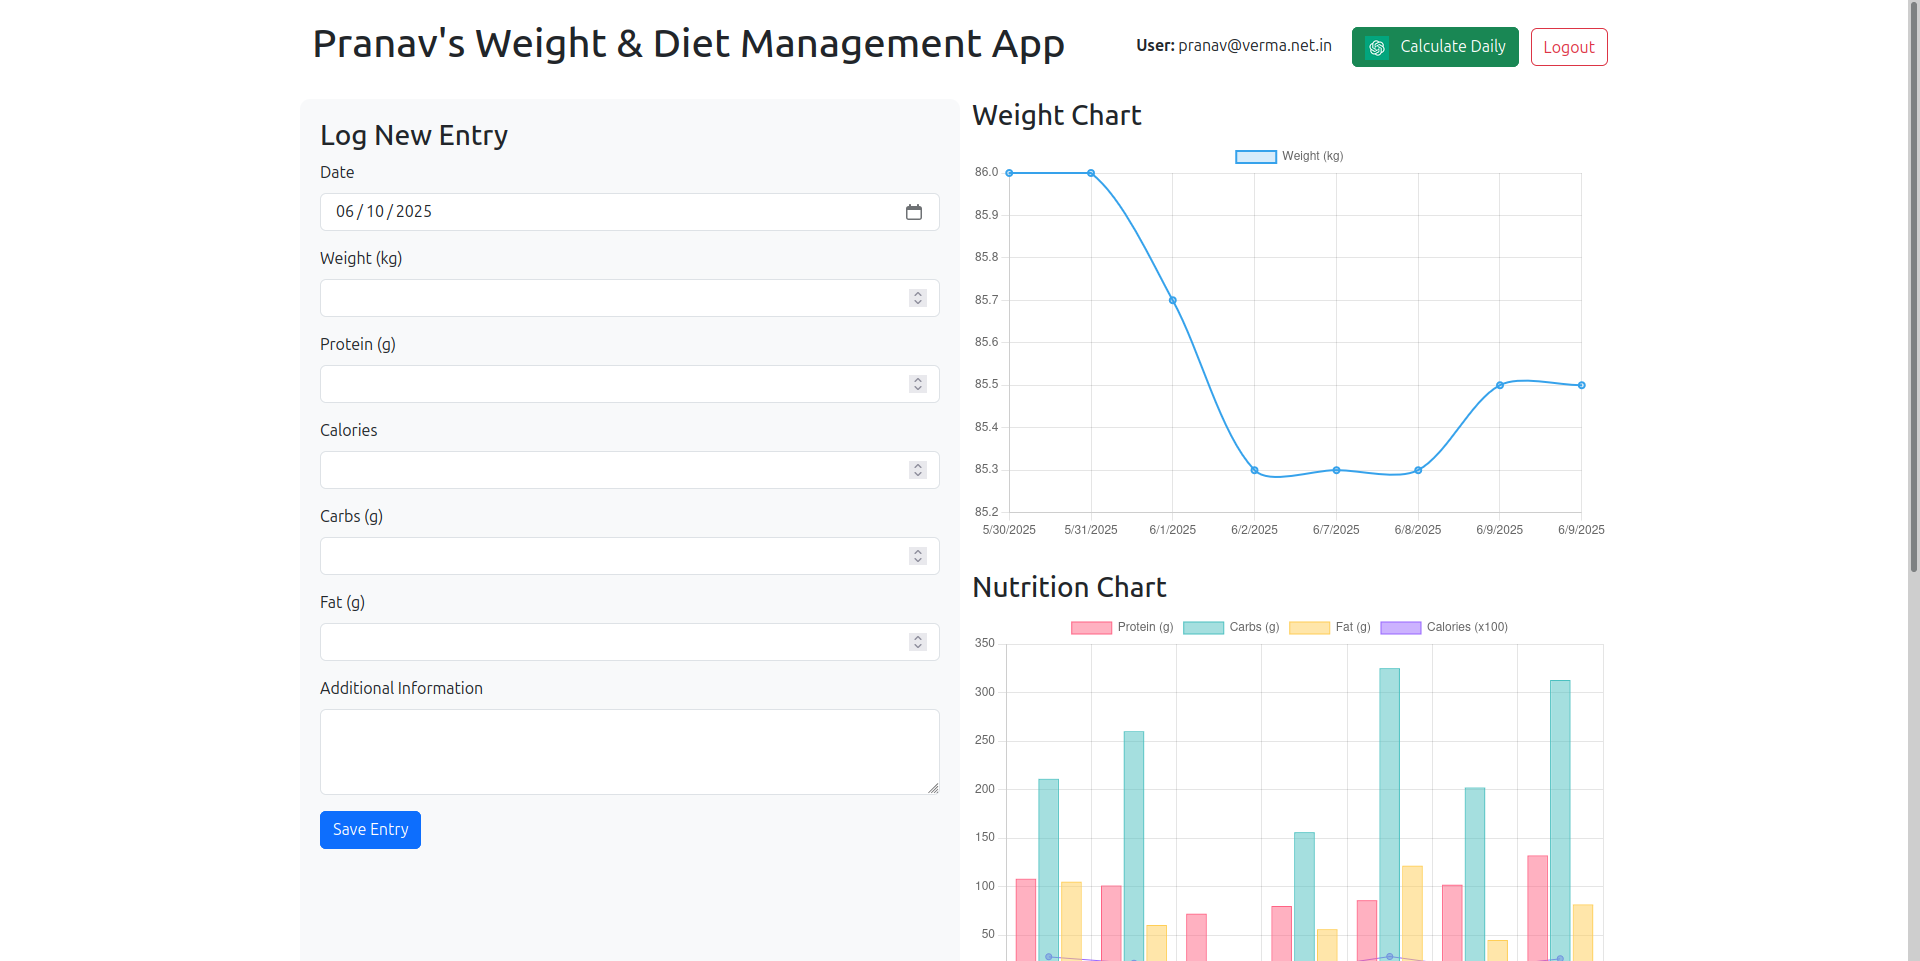 Pranav's Weight & Diet Management App
User: pranav@verma.net.in
Calculate Daily
Logout
Log New Entry
Date
06/10/2025
Weight (kg)
Protein (g)
Calories
Carbs (g)
Fat (g)
Additional Information
Save Entry
Weight Chart
Weight (kg)
86.0
85.9
85.8
85.7
85.6
85.5
85.4
85.3
85.2
5/30/2025 5/31/2025 6/1/2025 6/2/2025 6/7/2025 6/8/2025 6/9/2025 6/9/2025
Nutrition Chart
Protein (g) Carbs (g) Fat (g) Calories (x100)
350
300
250
200
150
100
50